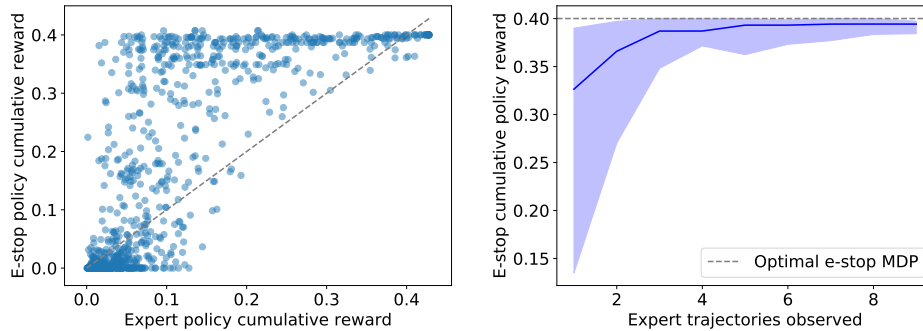 E-stop policy cumulative reward
0.4
0.3
0.2
0.1
0.0
0.0 0.1 0.2 0.3 0.4
Expert policy cumulative reward
E-stop cumulative policy reward
0.40
0.35
0.30
0.25
0.20
0.15
Optimal e-stop MDP
2 4 6 8
Expert trajectories observed